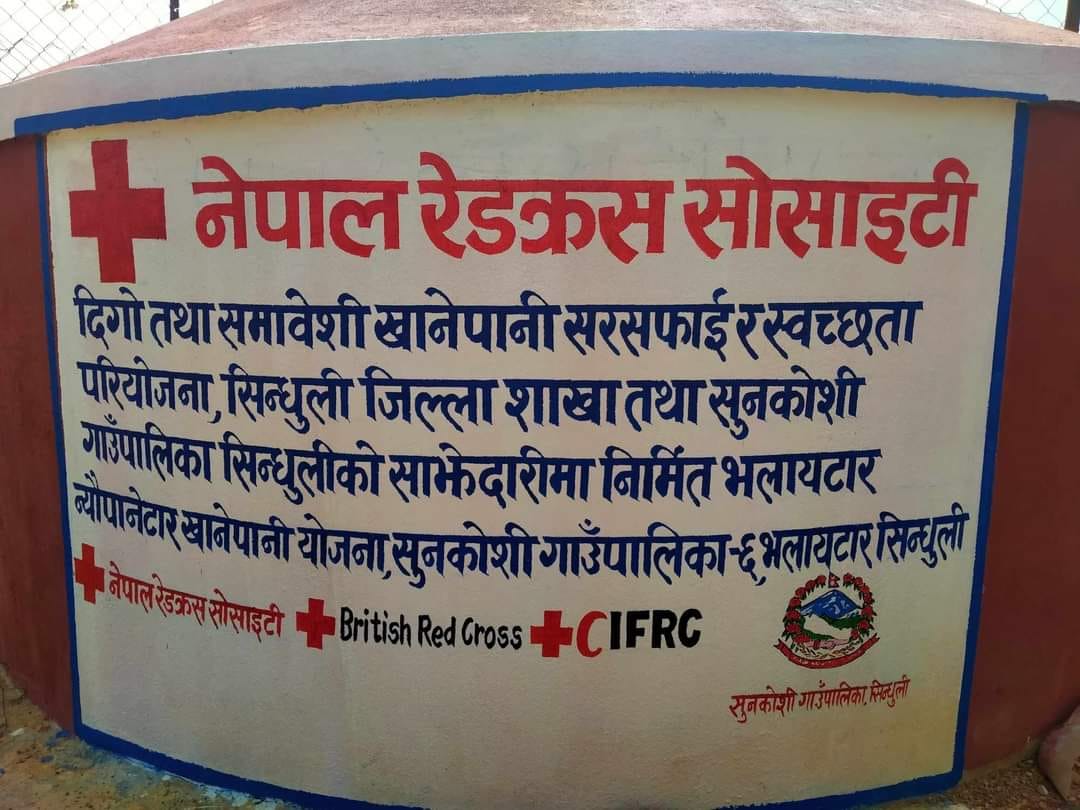 नेपाल रेडक्रस सोसाइटी
दिगो तथा समावेशी खानेपानी सरसफाई र स्वच्छता
परियोजना, सिन्धुली जिल्ला शाखा तथा सुनकोशी
गाउँपालिका सिन्धुलीको साझेदारीमा निर्मित भलायटार
न्यौपानेटार खानेपानी योजना, सुनकोशी गाउँपालिका-६, भलायटार सिन्धुली
नेपाल रेडक्रस सोसाइटी British Red Cross IFRC
सुनकोशी गाउँपालिका, सिन्धुली